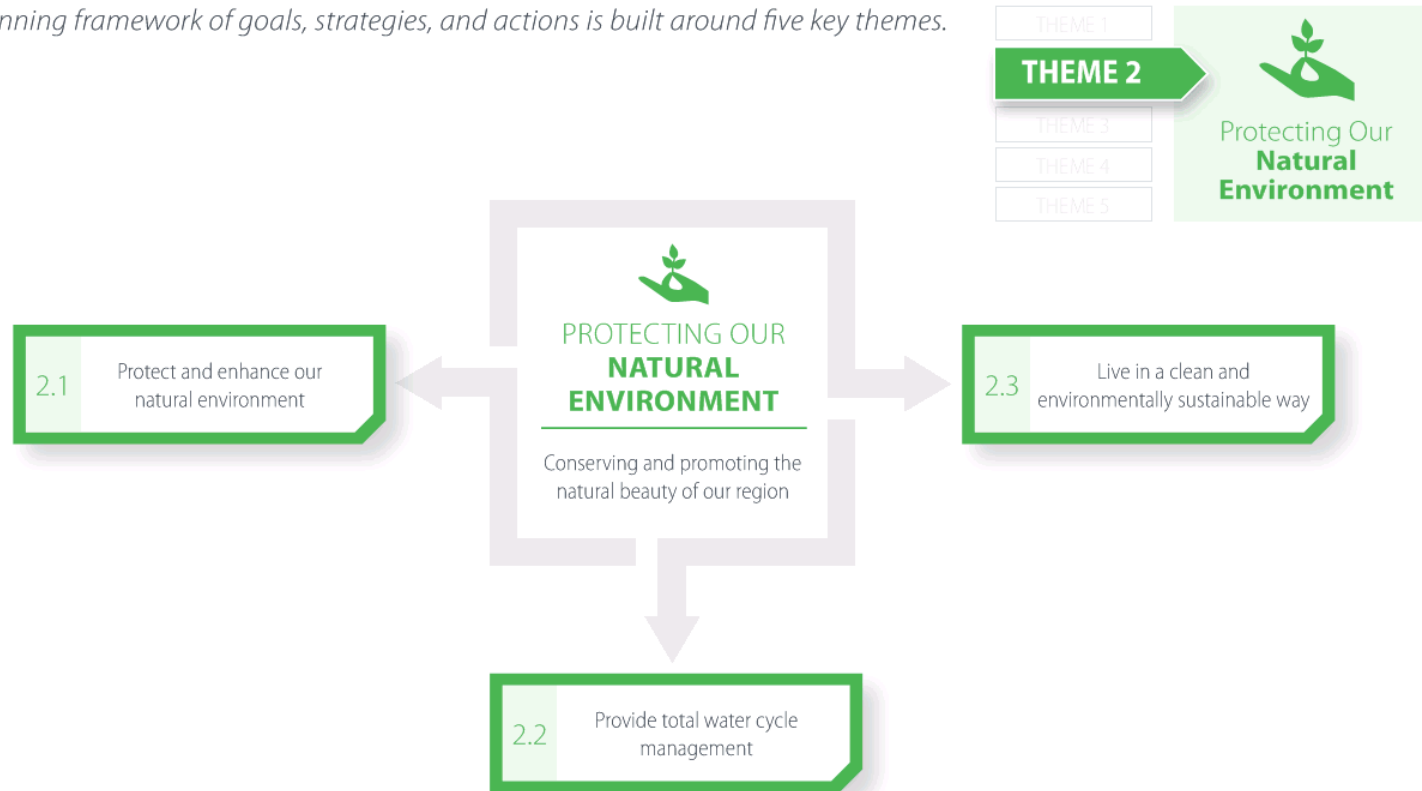 nning framework of goals, strategies, and actions is built around five key themes.
THEME 1
THEME 2
THEME 3
THEME 4
THEME 5
Protecting Our
Natural
Environment
PROTECTING OUR
NATURAL
ENVIRONMENT
Conserving and promoting the
natural beauty of our region
2.1
Protect and enhance our
natural environment
2.3
Live in a clean and
environmentally sustainable way
2.2
Provide total water cycle
management